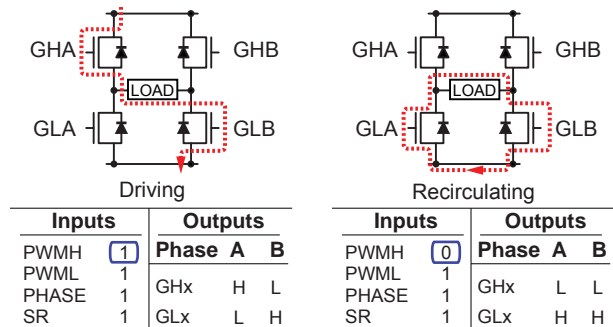 GHA GHB
LOAD
GLA GLB
Driving
Inputs Outputs
PWMH 1 Phase A B
PWML 1
PHASE 1 GHx H L
SR 1 GLx L H
GHA GHB
LOAD
GLA GLB
Recirculating
Inputs Outputs
PWMH 0 Phase A B
PWML 1
PHASE 1 GHx L L
SR 1 GLx H H